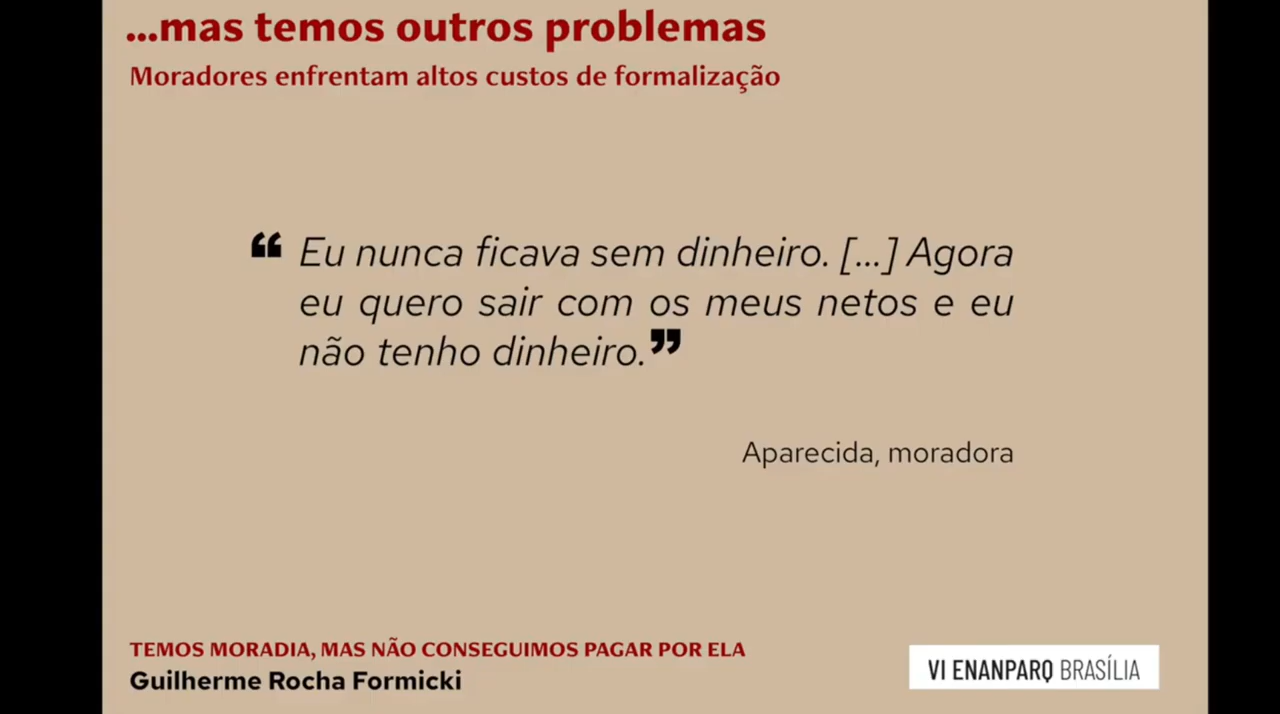 ...mas temos outros problemas
Moradores enfrentam altos custos de formalização
“ Eu nunca ficava sem dinheiro. [...] Agora
eu quero sair com os meus netos e eu
não tenho dinheiro.”
Aparecida, moradora
TEMOS MORADIA, MAS NÃO CONSEGUIMOS PAGAR POR ELA
Guilherme Rocha Formicki
VI ENANPARQ BRASÍLIA